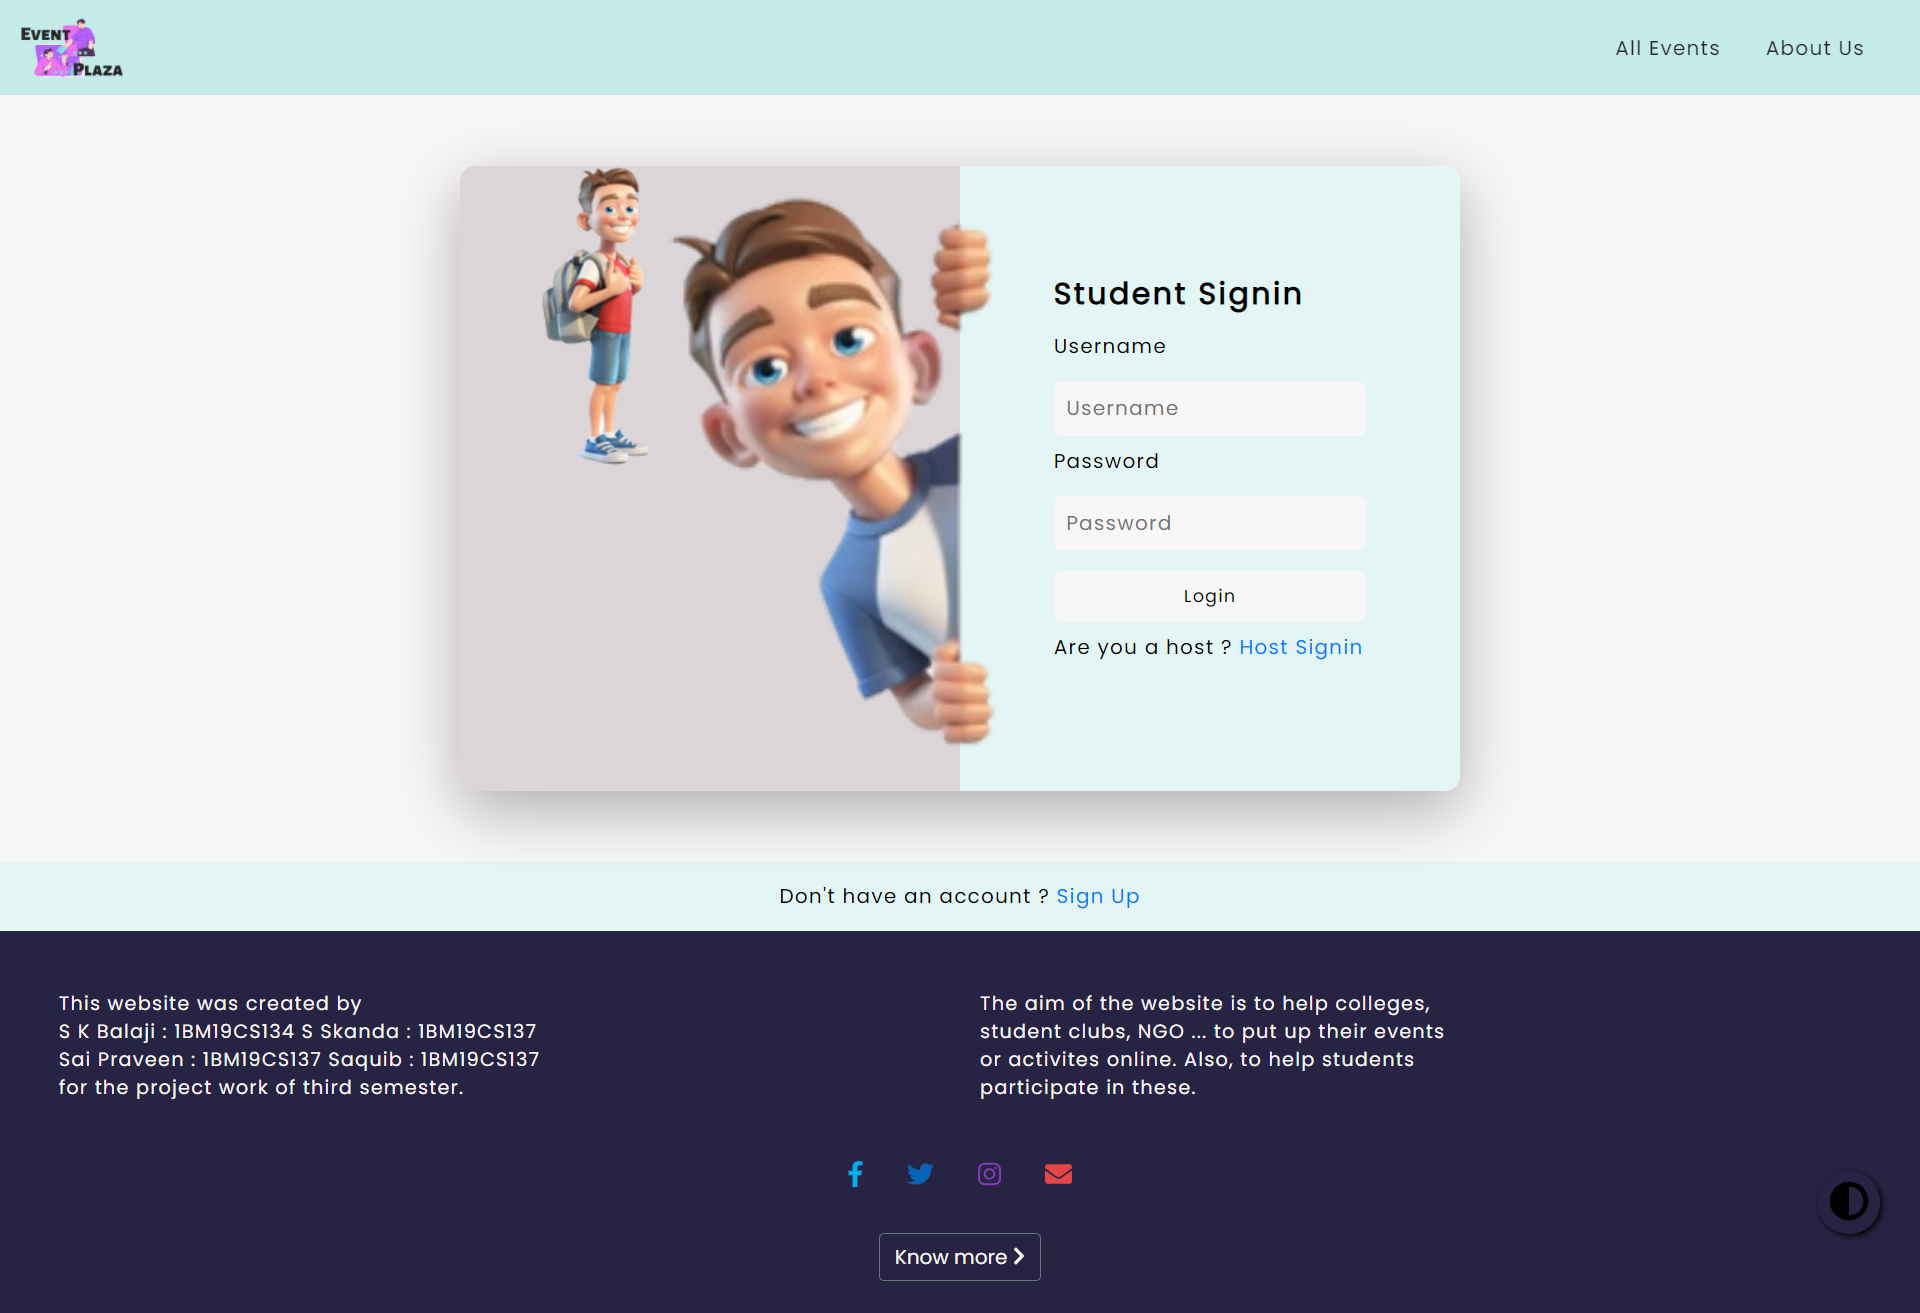 EVENT
PLAZA
All Events
About Us
Student Signin
Username
Username
Password
Password
Login
Are you a host ? Host Signin
Don't have an account ? Sign Up
This website was created by
S K Balaji : 1BM19CS134 S Skanda : 1BM19CS137
Sai Praveen : 1BM19CS137 Saquib : 1BM19CS137
for the project work of third semester.
The aim of the website is to help colleges,
student clubs, NGO ... to put up their events
or activites online. Also, to help students
participate in these.
Know more